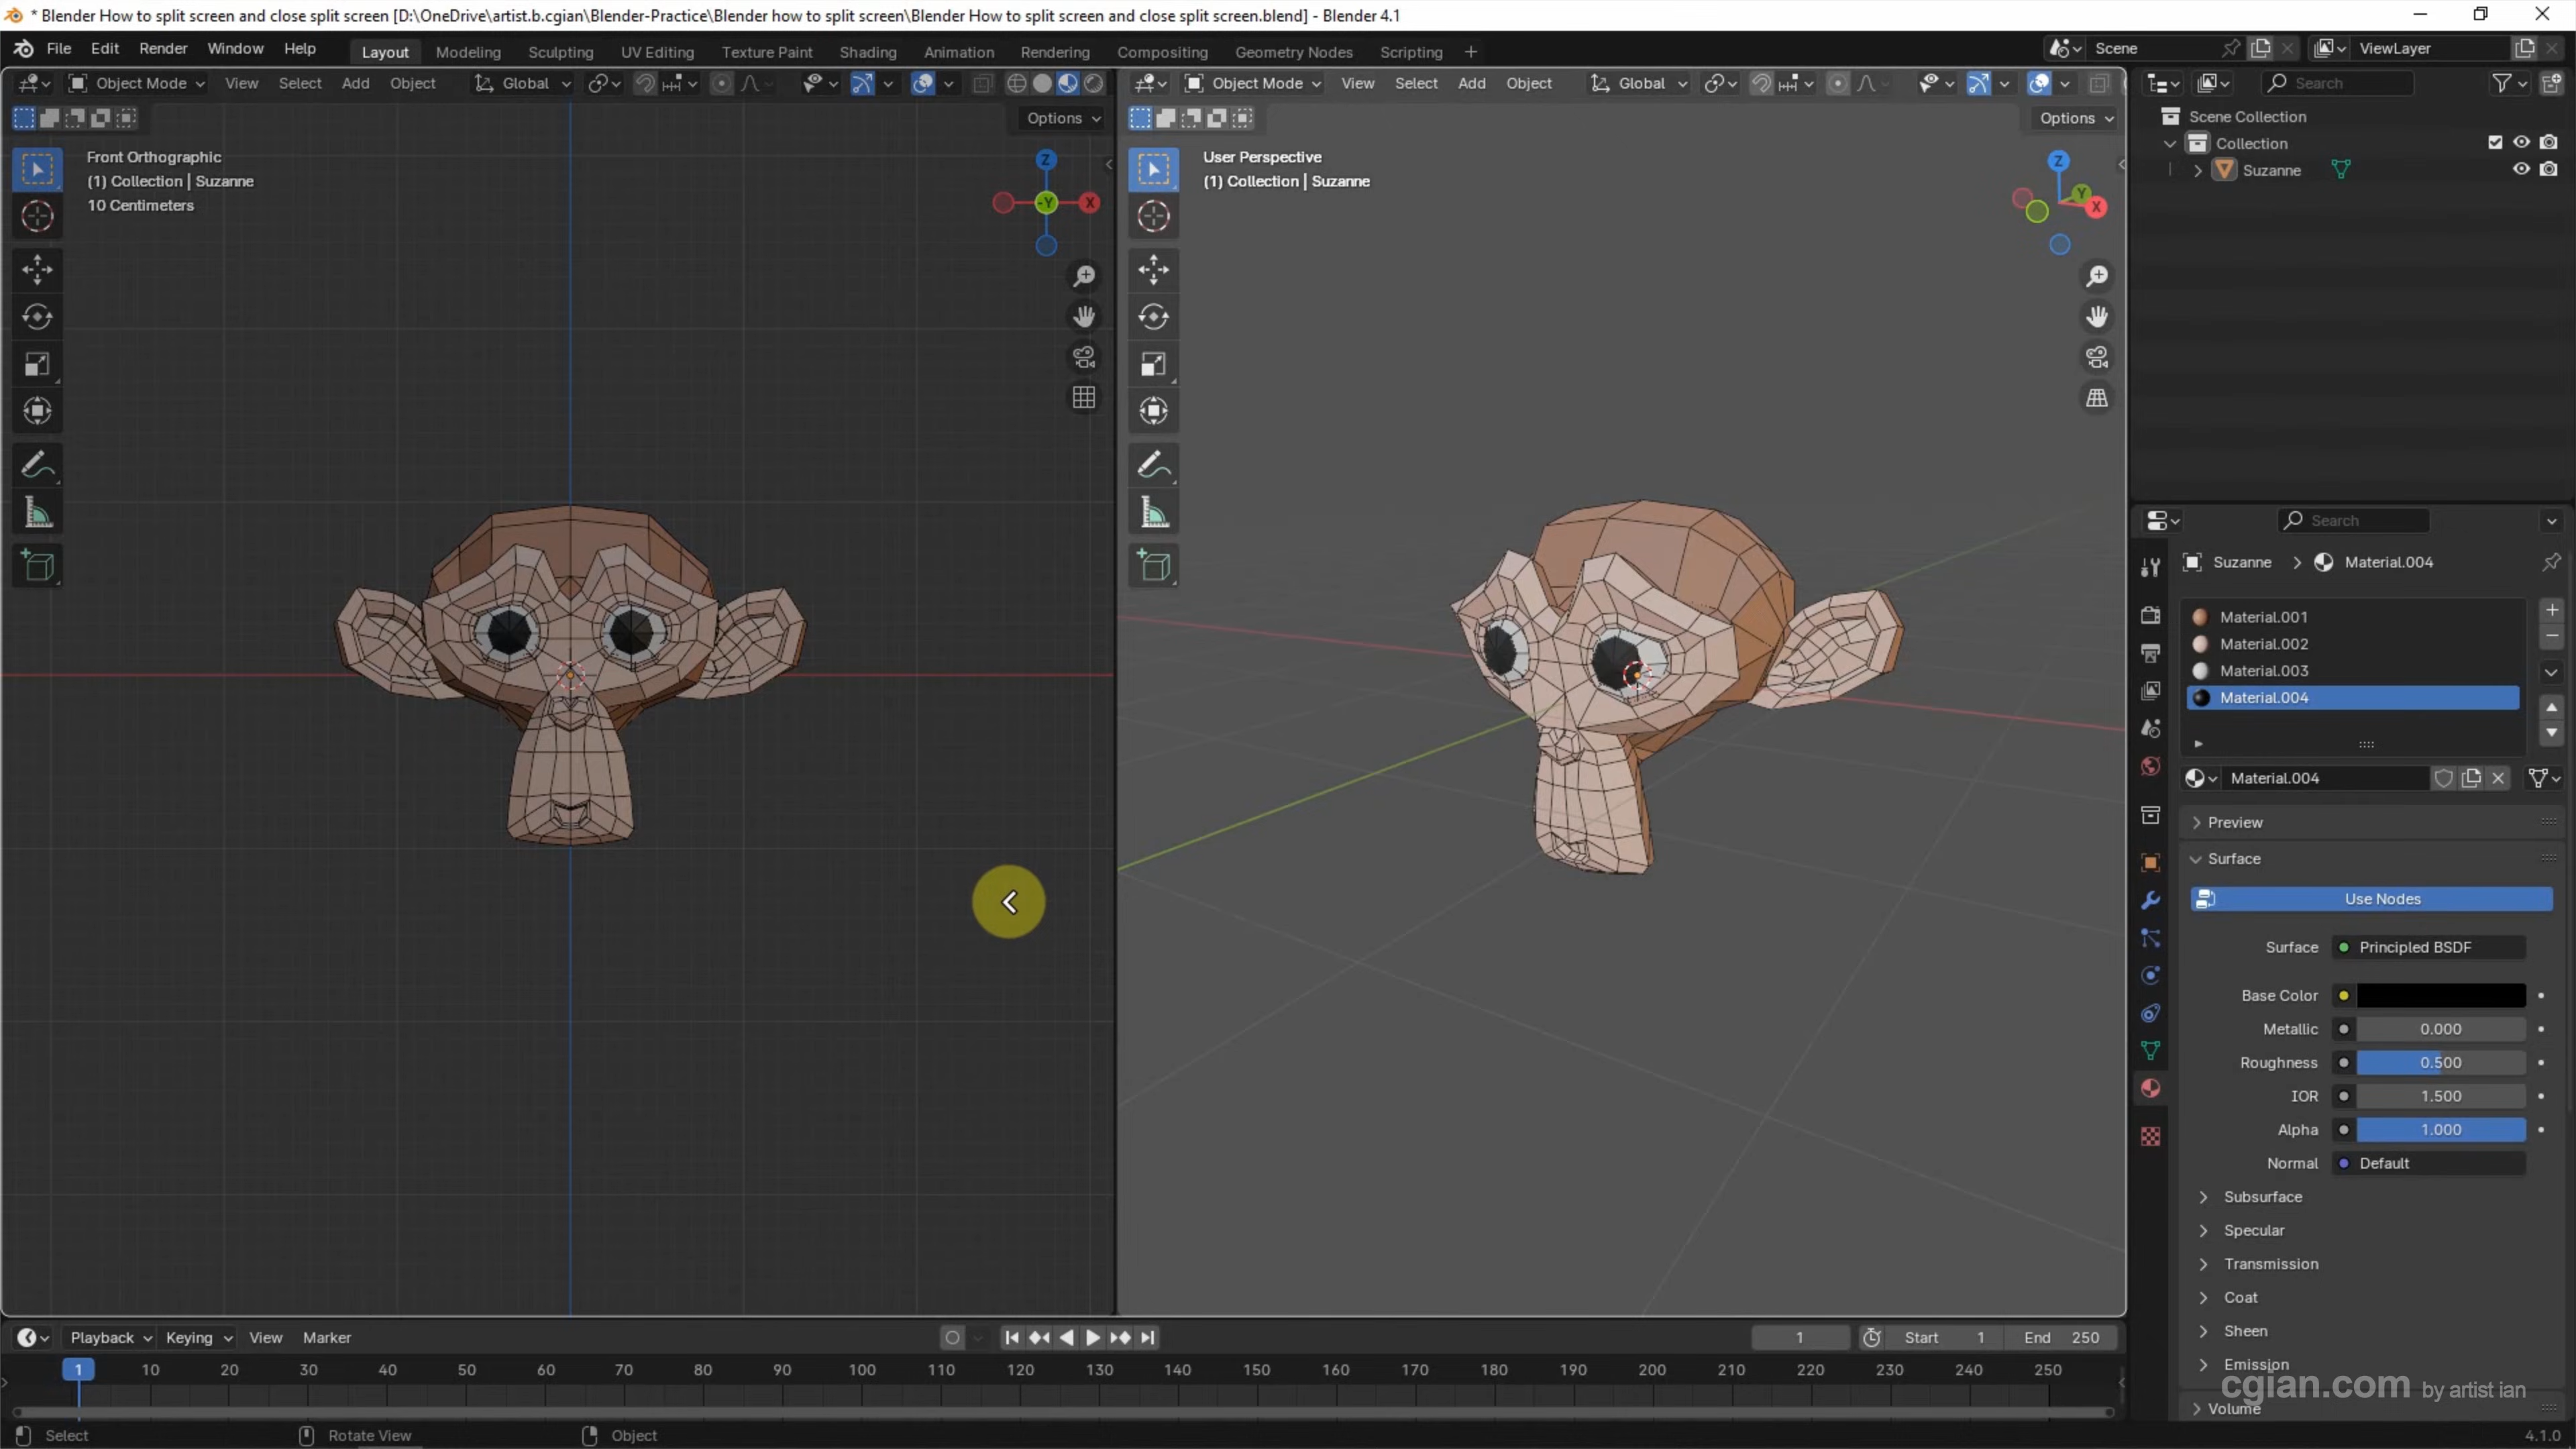 * Blender How to split screen and close split screen [D:\OneDrive\artist.b.cgian\Blender-Practice\Blender how to split screen\Blender How to split screen and close split screen.blend] - Blender 4.1
File Edit Render Window Help Layout Modeling Sculpting UV Editing Texture Paint Shading Animation Rendering Compositing Geometry Nodes Scripting + Scene ViewLayer
Object Mode View Select Add Object Global Object Mode View Select Add Object Global Search
Options Options
Scene Collection
Collection
Suzanne
Front Orthographic
(1) Collection | Suzanne
10 Centimeters
Z
-Y X
User Perspective
(1) Collection | Suzanne
Z
Y
X
Search
Suzanne > Material.004
Material.001
Material.002
Material.003
Material.004
Material.004
Preview
Surface
Use Nodes
Surface Principled BSDF
Base Color
Metallic 0.000
Roughness 0.500
IOR 1.500
Alpha 1.000
Normal Default
Subsurface
Specular
Transmission
Coat
Sheen
Emission
Volume
cgian.com by artist ian
Playback Keying View Marker 1 Start 1 End 250
1 10 20 30 40 50 60 70 80 90 100 110 120 130 140 150 160 170 180 190 200 210 220 230 240 250
Select Rotate View Object 4.1.0